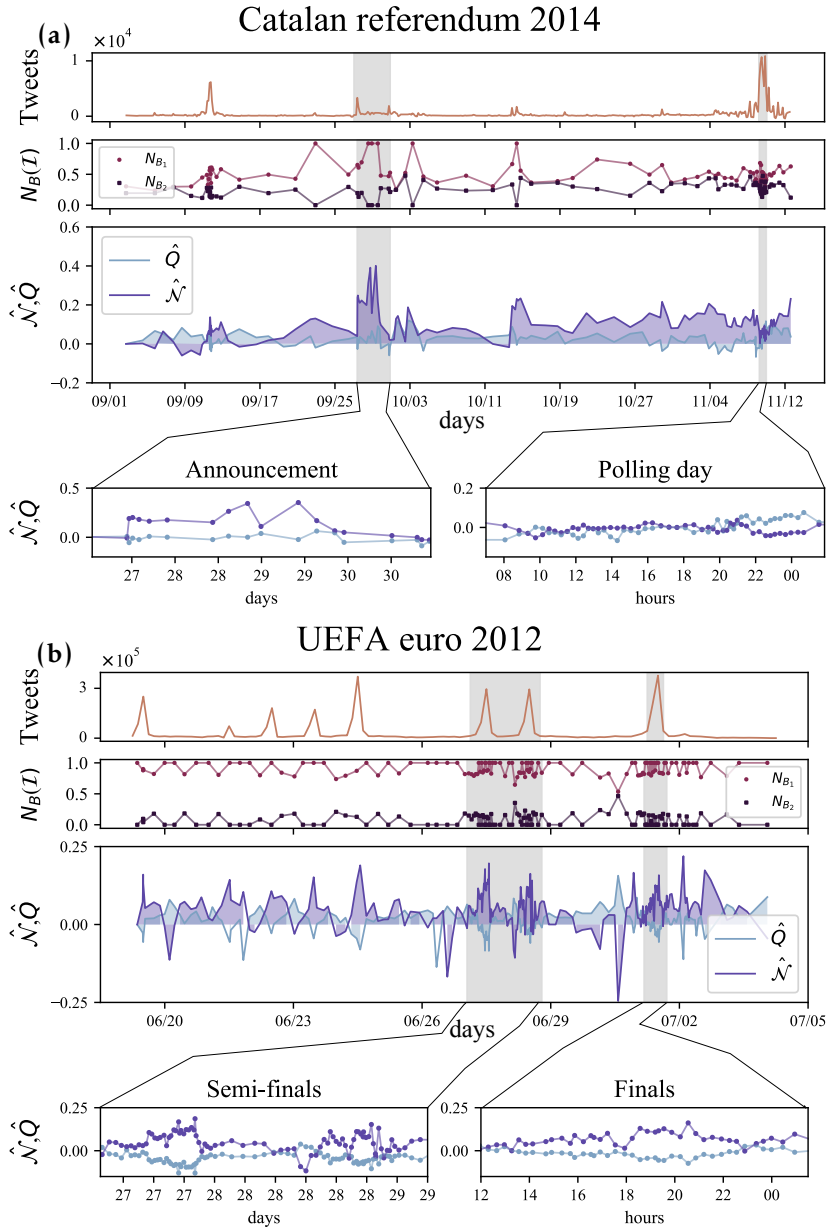 (a)
Catalan referendum 2014
×10⁴
Tweets
1
0
N_B(I)
1.0
0.5
0.0
N_B₁
N_B₂
N̂,Q̂
0.6
0.4
0.2
0.0
−0.2
Q̂
N̂
09/01 09/09 09/17 09/25 10/03 10/11 10/19 10/27 11/04 11/12
days
Announcement
N̂,Q̂
0.5
0.0
27 28 28 29 29 30 30
days
Polling day
0.2
0.0
08 10 12 14 16 18 20 22 00
hours
(b)
UEFA euro 2012
×10⁵
Tweets
3
0
N_B(I)
1.0
0.5
0.0
N_B₁
N_B₂
N̂,Q̂
0.25
0.00
−0.25
Q̂
N̂
06/20 06/23 06/26 06/29 07/02 07/05
days
Semi-finals
N̂,Q̂
0.25
0.00
27 27 27 27 28 28 28 28 28 28 29
days
Finals
0.25
0.00
12 14 16 18 20 22 00
hours